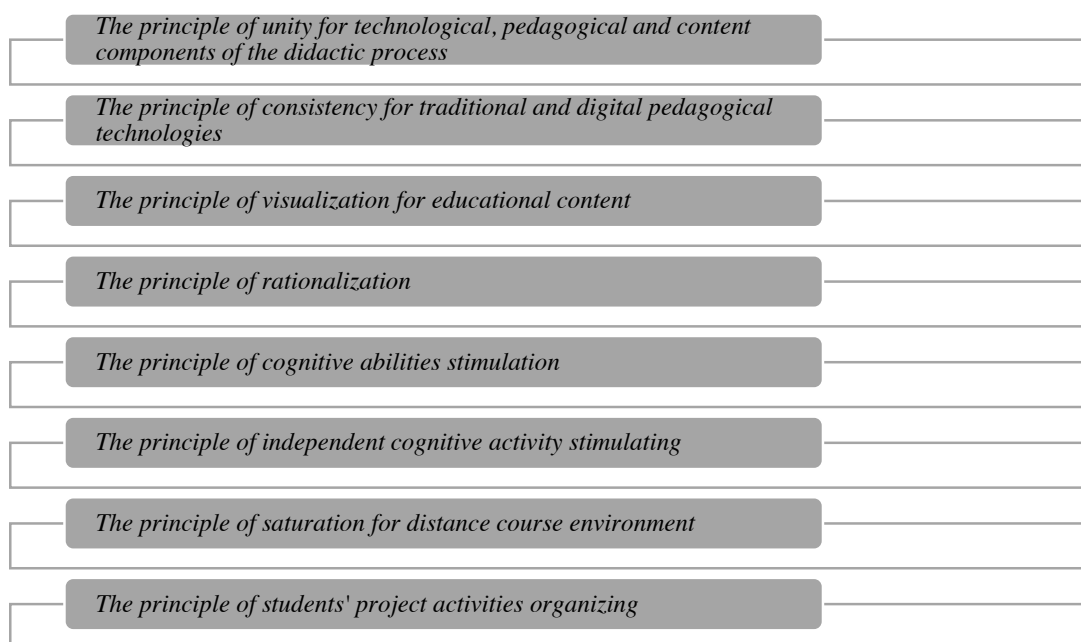 The principle of unity for technological, pedagogical and content
components of the didactic process
The principle of consistency for traditional and digital pedagogical
technologies
The principle of visualization for educational content
The principle of rationalization
The principle of cognitive abilities stimulation
The principle of independent cognitive activity stimulating
The principle of saturation for distance course environment
The principle of students' project activities organizing